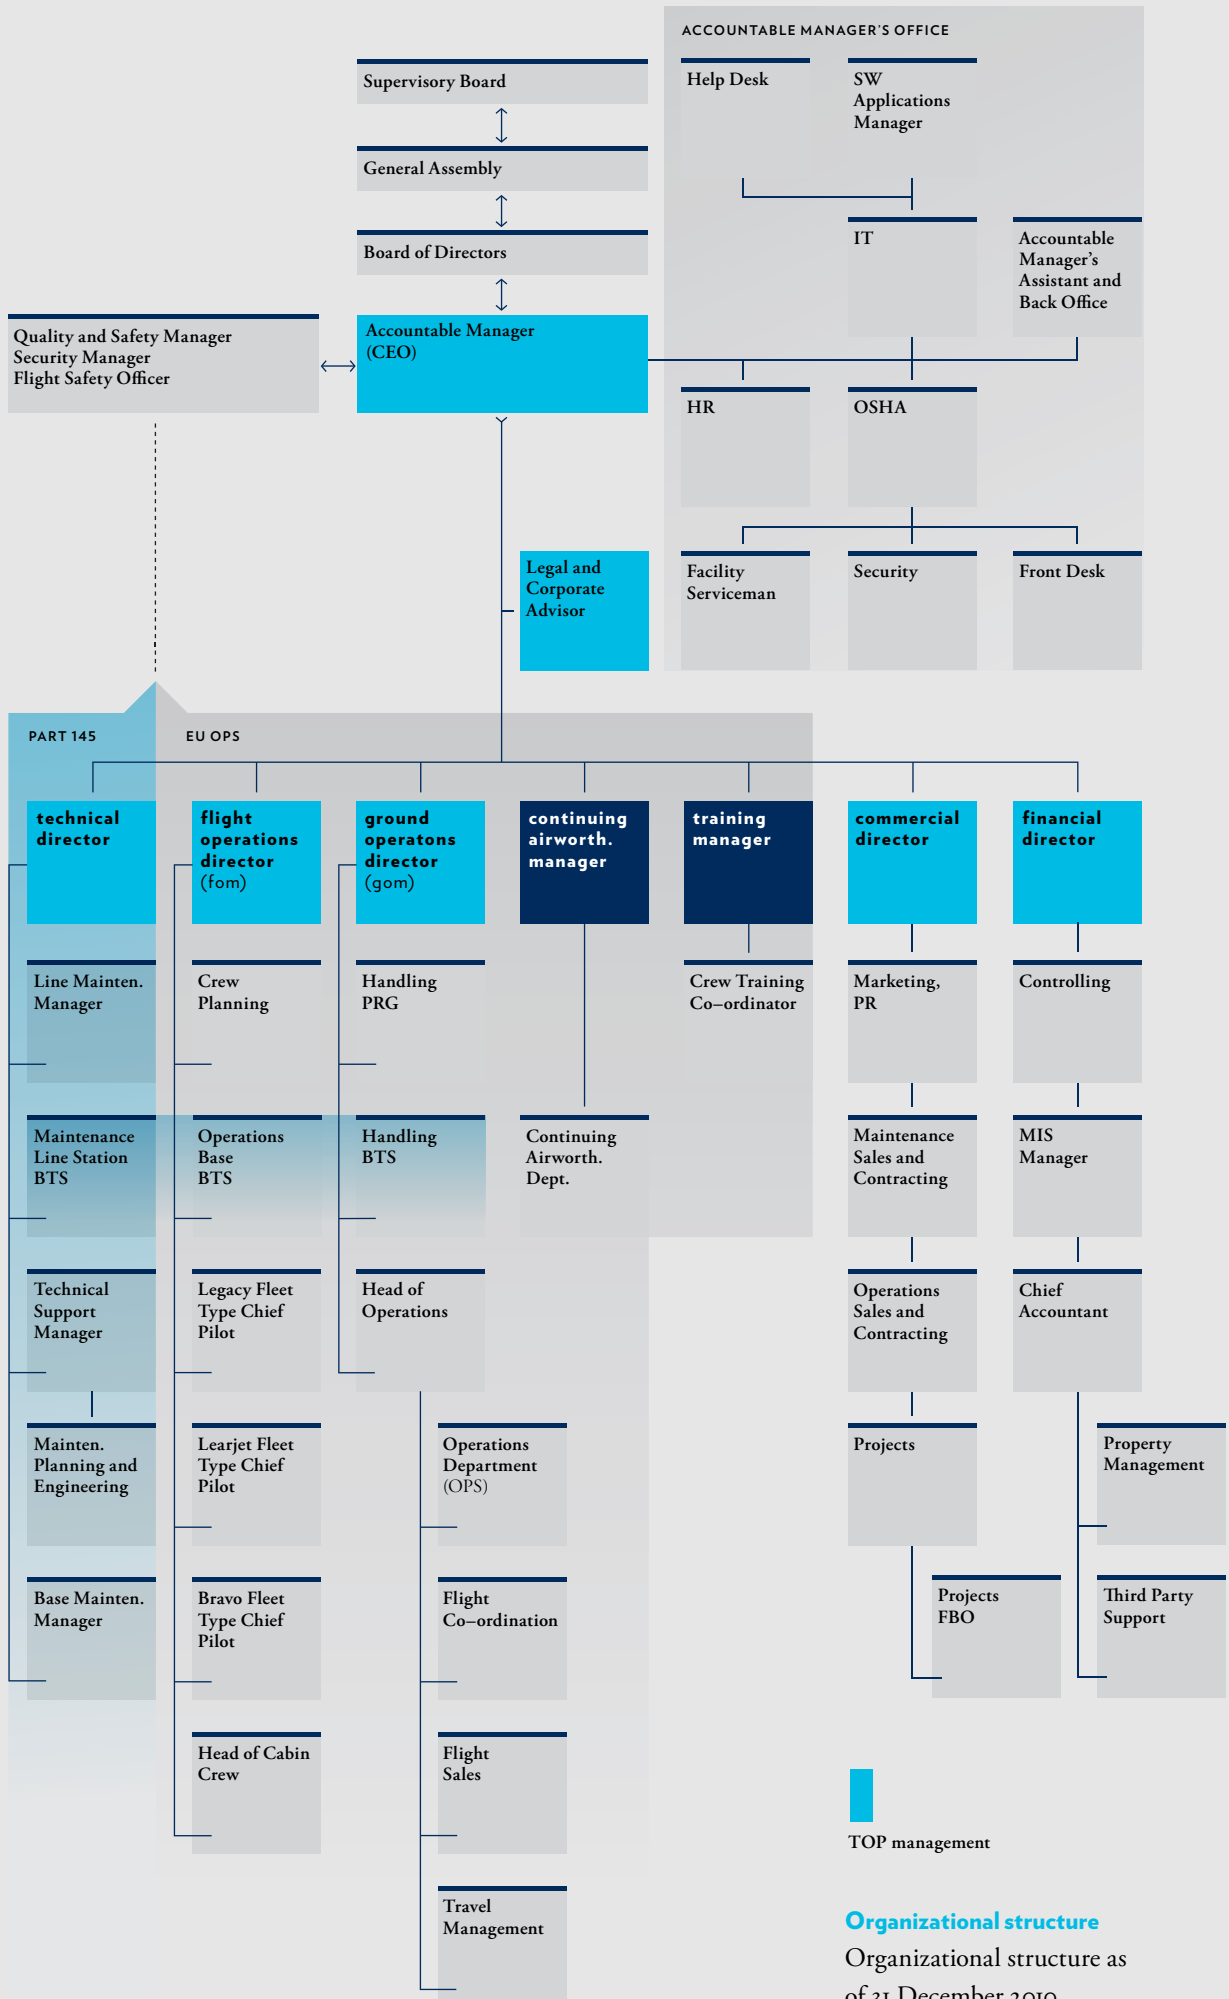 ACCOUNTABLE MANAGER'S OFFICE
Supervisory Board
General Assembly
Board of Directors
Accountable Manager
(CEO)
Quality and Safety Manager
Security Manager
Flight Safety Officer
Help Desk
SW
Applications
Manager
IT
Accountable
Manager's
Assistant and
Back Office
HR
OSHA
Legal and
Corporate
Advisor
Facility
Serviceman
Security
Front Desk
PART 145
EU OPS
technical
director
flight
operations
director
(fom)
ground
operatons
director
(gom)
continuing
airworth.
manager
training
manager
commercial
director
financial
director
Line Mainten.
Manager
Crew
Planning
Handling
PRG
Crew Training
Co–ordinator
Marketing,
PR
Controlling
Maintenance
Line Station
BTS
Operations
Base
BTS
Handling
BTS
Continuing
Airworth.
Dept.
Maintenance
Sales and
Contracting
MIS
Manager
Technical
Support
Manager
Legacy Fleet
Type Chief
Pilot
Head of
Operations
Operations
Sales and
Contracting
Chief
Accountant
Mainten.
Planning and
Engineering
Learjet Fleet
Type Chief
Pilot
Operations
Department
(OPS)
Projects
Property
Management
Base Mainten.
Manager
Bravo Fleet
Type Chief
Pilot
Flight
Co–ordination
Projects
FBO
Third Party
Support
Head of Cabin
Crew
Flight
Sales
Travel
Management
TOP management
Organizational structure
Organizational structure as
of 31 December 2010